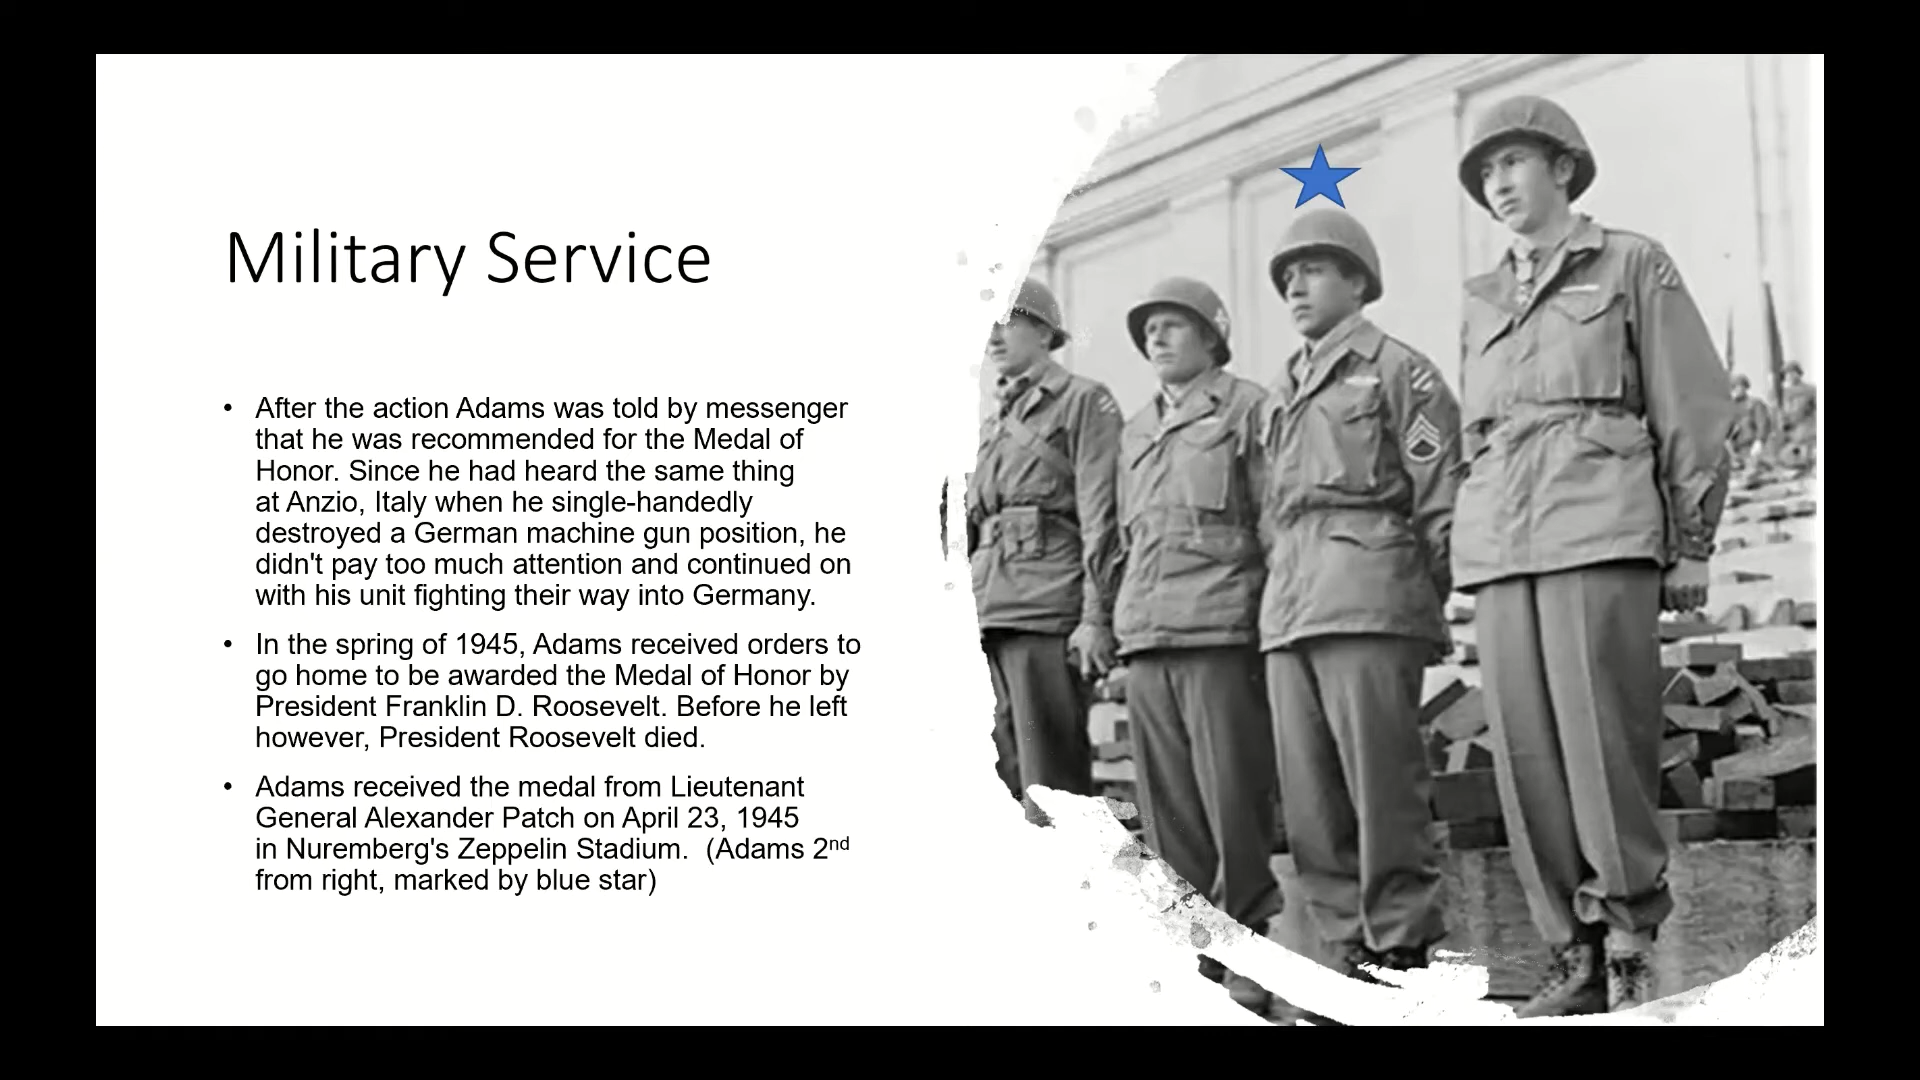 Military Service
• After the action Adams was told by messenger
that he was recommended for the Medal of
Honor. Since he had heard the same thing
at Anzio, Italy when he single-handedly
destroyed a German machine gun position, he
didn't pay too much attention and continued on
with his unit fighting their way into Germany.
• In the spring of 1945, Adams received orders to
go home to be awarded the Medal of Honor by
President Franklin D. Roosevelt. Before he left
however, President Roosevelt died.
• Adams received the medal from Lieutenant
General Alexander Patch on April 23, 1945
in Nuremberg's Zeppelin Stadium.  (Adams 2nd
from right, marked by blue star)